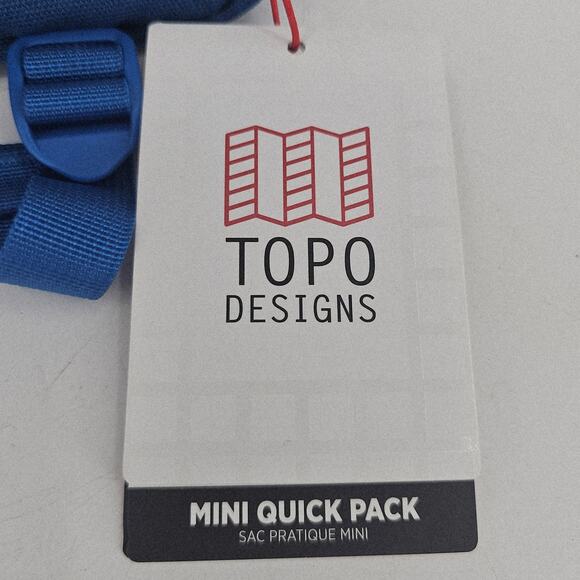 TOPO
DESIGNS
MINI QUICK PACK
SAC PRATIQUE MINI